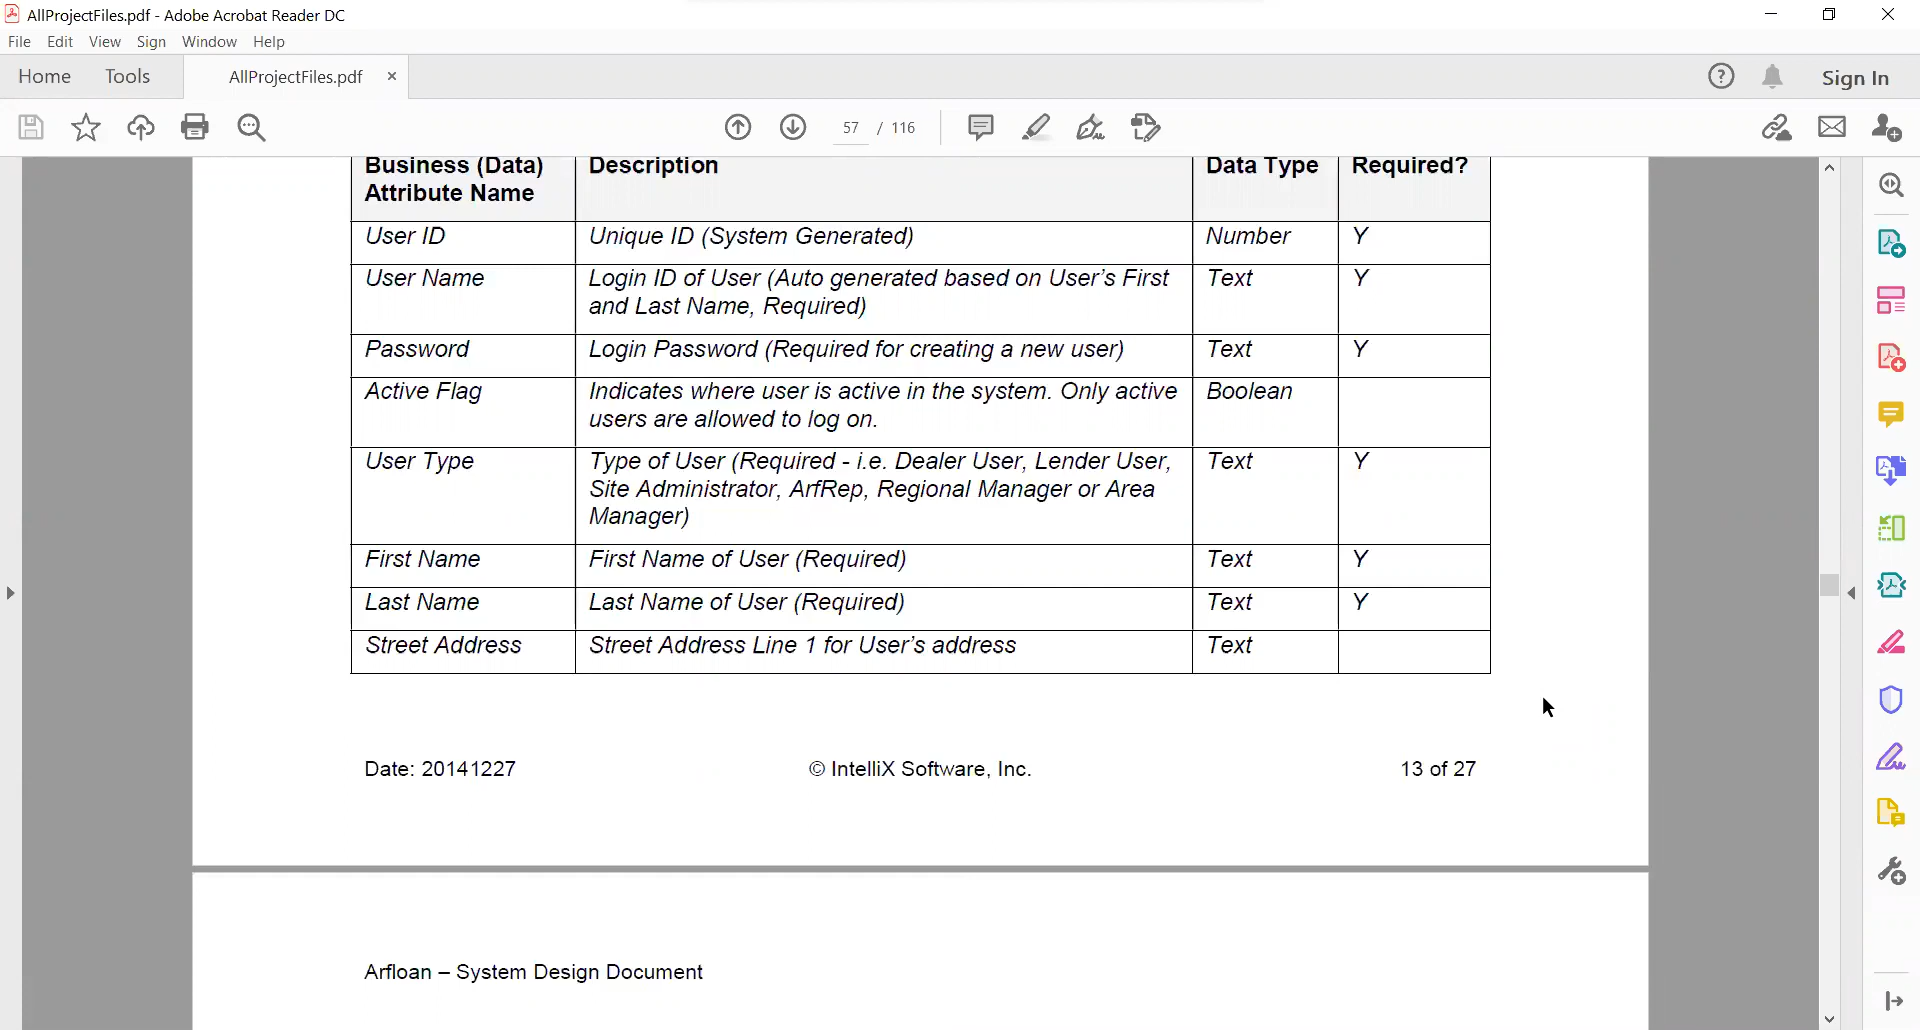 AllProjectFiles.pdf - Adobe Acrobat Reader DC
File Edit View Sign Window Help
Home Tools AllProjectFiles.pdf × Sign In
57 / 116
Business (Data) Description Data Type Required?
Attribute Name
User ID Unique ID (System Generated) Number Y
User Name Login ID of User (Auto generated based on User's First Text Y
and Last Name, Required)
Password Login Password (Required for creating a new user) Text Y
Active Flag Indicates where user is active in the system. Only active Boolean
users are allowed to log on.
User Type Type of User (Required - i.e. Dealer User, Lender User, Text Y
Site Administrator, ArfRep, Regional Manager or Area
Manager)
First Name First Name of User (Required) Text Y
Last Name Last Name of User (Required) Text Y
Street Address Street Address Line 1 for User's address Text
Date: 20141227 © IntelliX Software, Inc. 13 of 27
Arfloan – System Design Document